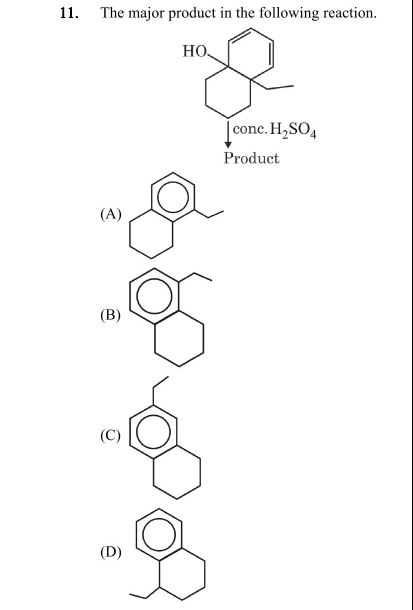 11. The major product in the following reaction.
HO
conc. H₂SO₄
Product
(A)
(B)
(C)
(D)